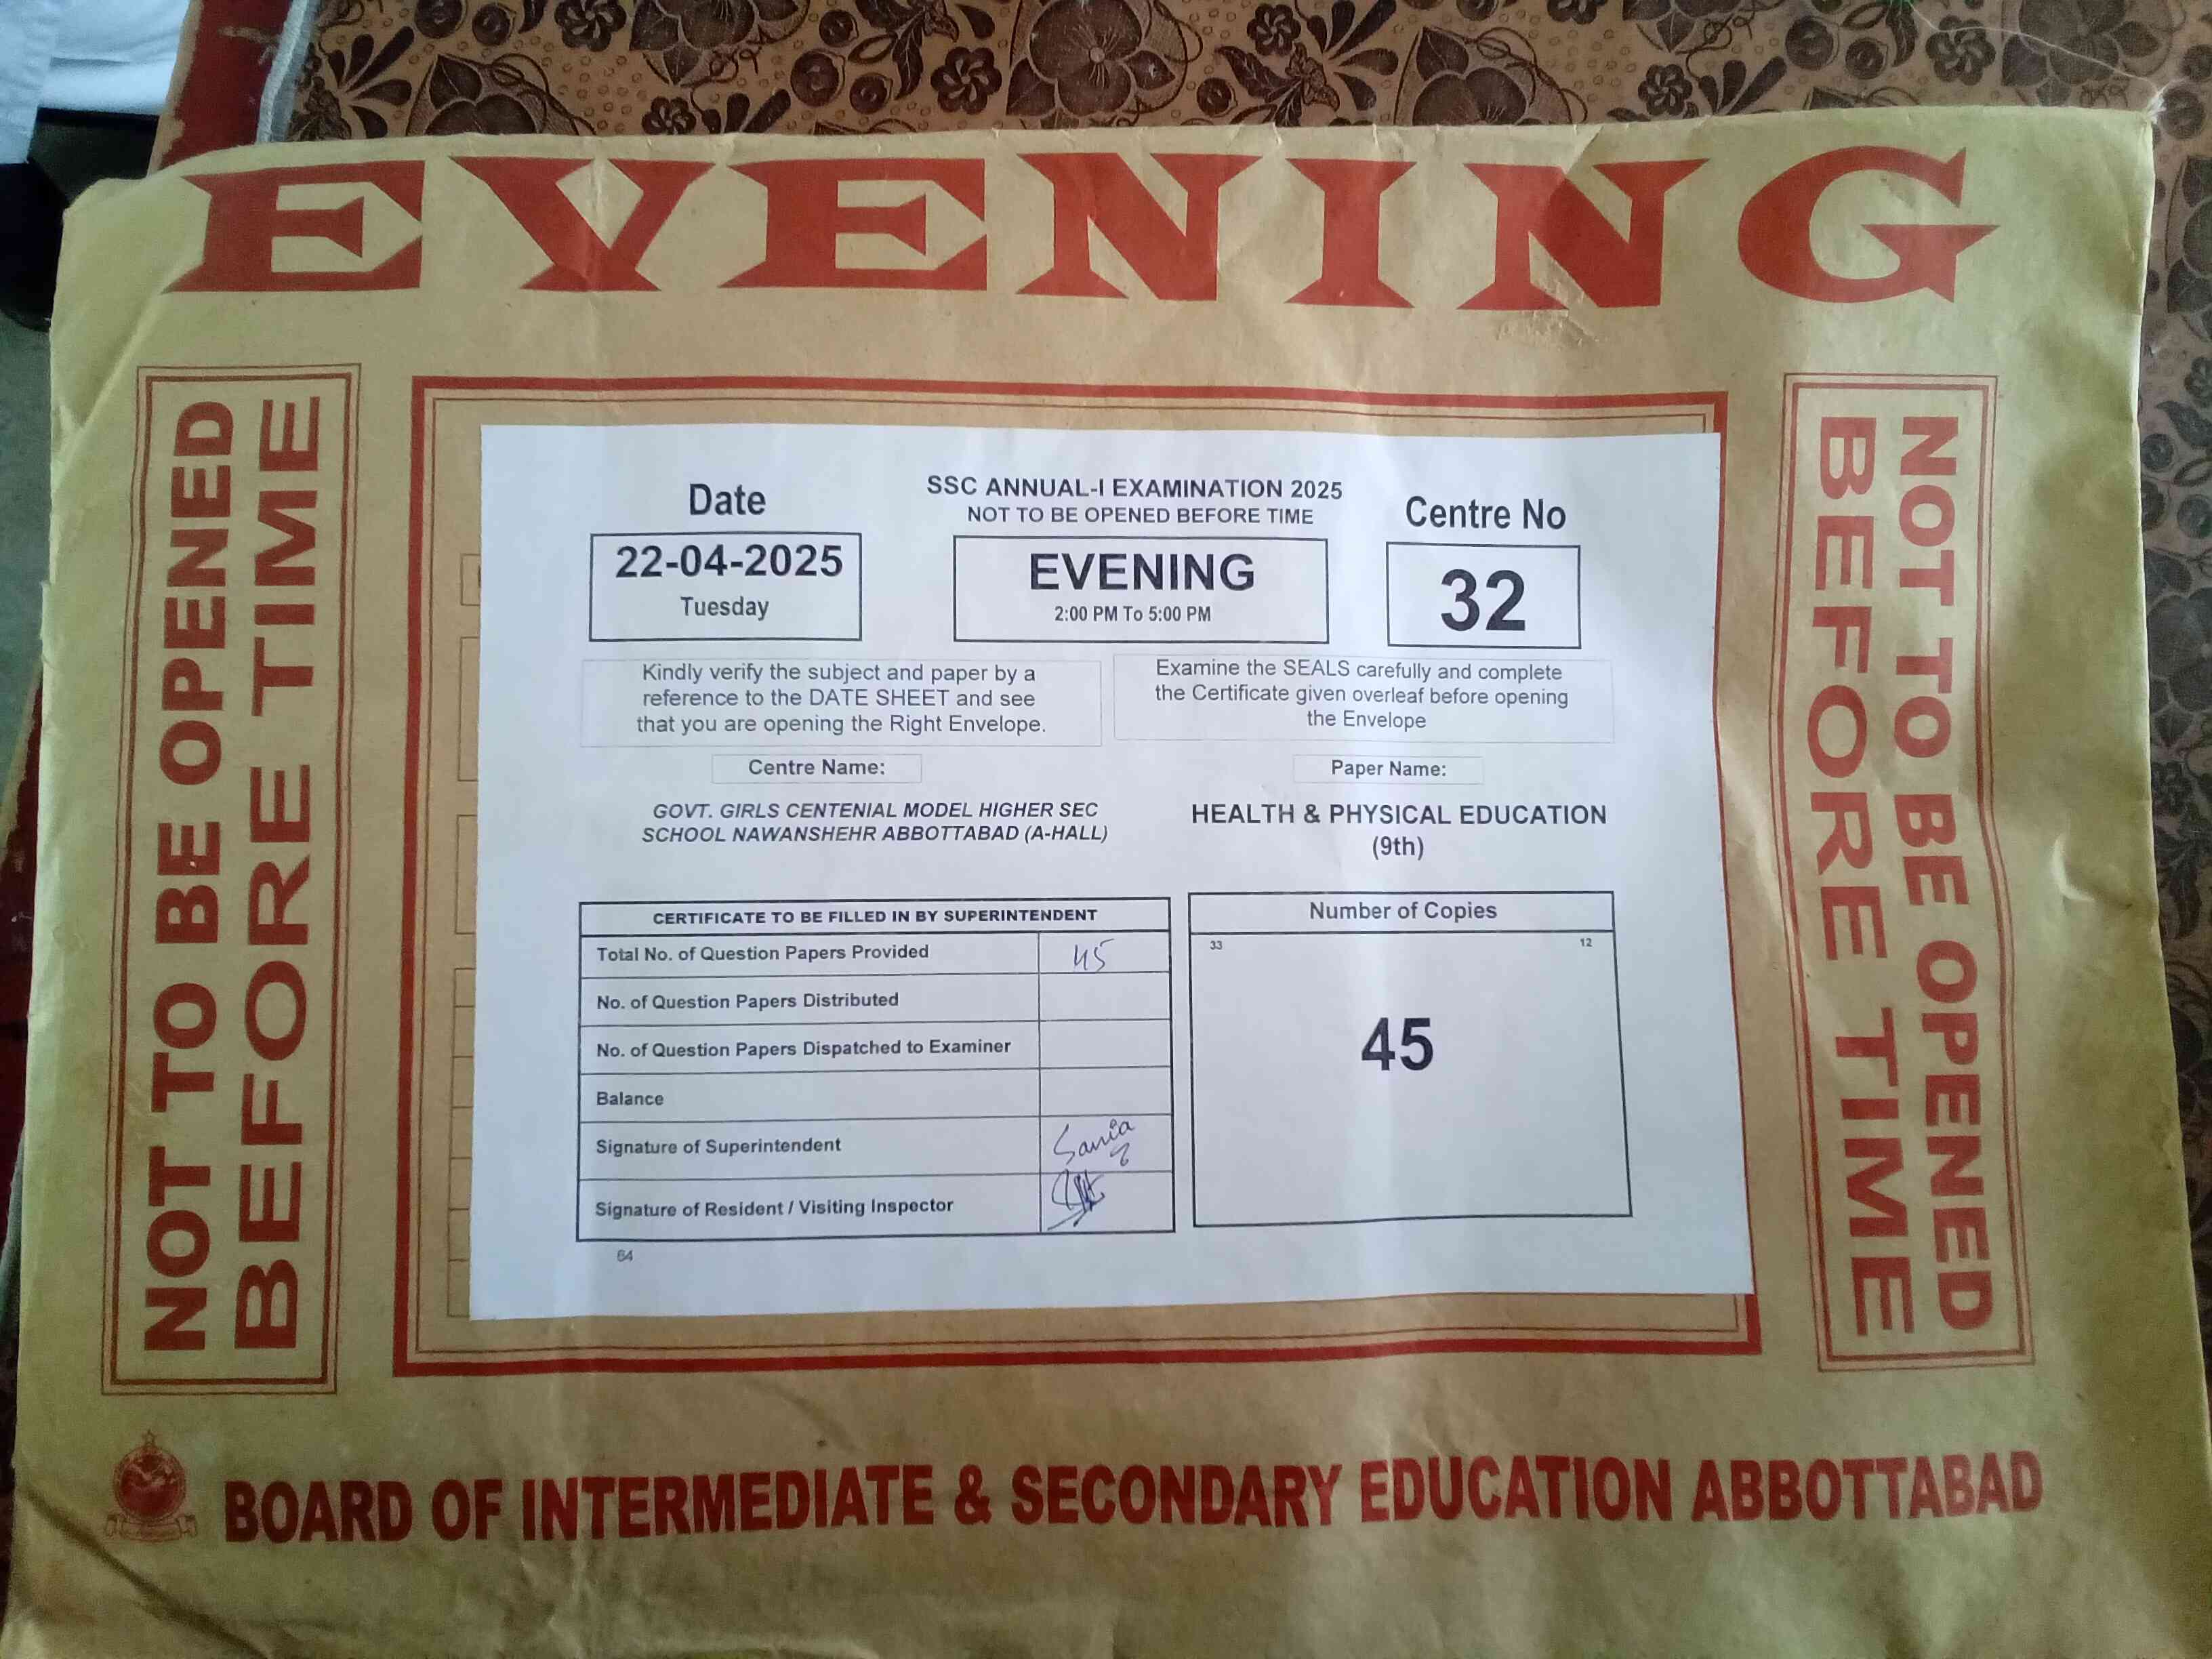 EVENING
NOT TO BE OPENED
BEFORE TIME
Date
22-04-2025
Tuesday
SSC ANNUAL-I EXAMINATION 2025
NOT TO BE OPENED BEFORE TIME
EVENING
2:00 PM To 5:00 PM
Centre No
32
Kindly verify the subject and paper by a
reference to the DATE SHEET and see
that you are opening the Right Envelope.
Examine the SEALS carefully and complete
the Certificate given overleaf before opening
the Envelope
Centre Name:
GOVT. GIRLS CENTENIAL MODEL HIGHER SEC
SCHOOL NAWANSHEHR ABBOTTABAD (A-HALL)
Paper Name:
HEALTH & PHYSICAL EDUCATION
(9th)
CERTIFICATE TO BE FILLED IN BY SUPERINTENDENT
Total No. of Question Papers Provided 45
No. of Question Papers Distributed
No. of Question Papers Dispatched to Examiner
Balance
Signature of Superintendent Sania
Signature of Resident / Visiting Inspector
64
Number of Copies
33 12
45
NOT TO BE OPENED
BEFORE TIME
BOARD OF INTERMEDIATE & SECONDARY EDUCATION ABBOTTABAD